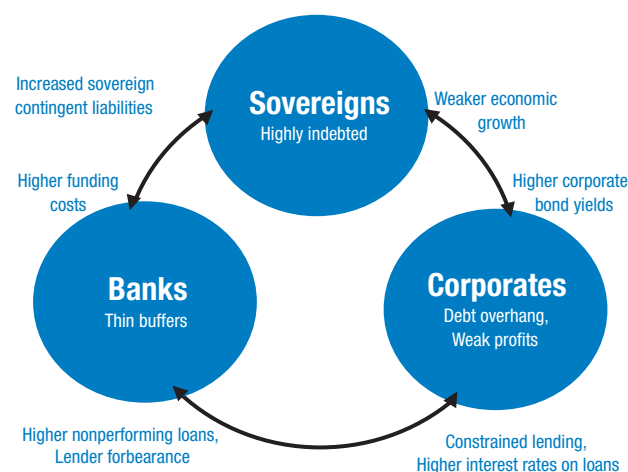 Increased sovereign
contingent liabilities
Sovereigns
Highly indebted
Weaker economic
growth
Higher funding
costs
Higher corporate
bond yields
Banks
Thin buffers
Corporates
Debt overhang,
Weak profits
Higher nonperforming loans,
Lender forbearance
Constrained lending,
Higher interest rates on loans